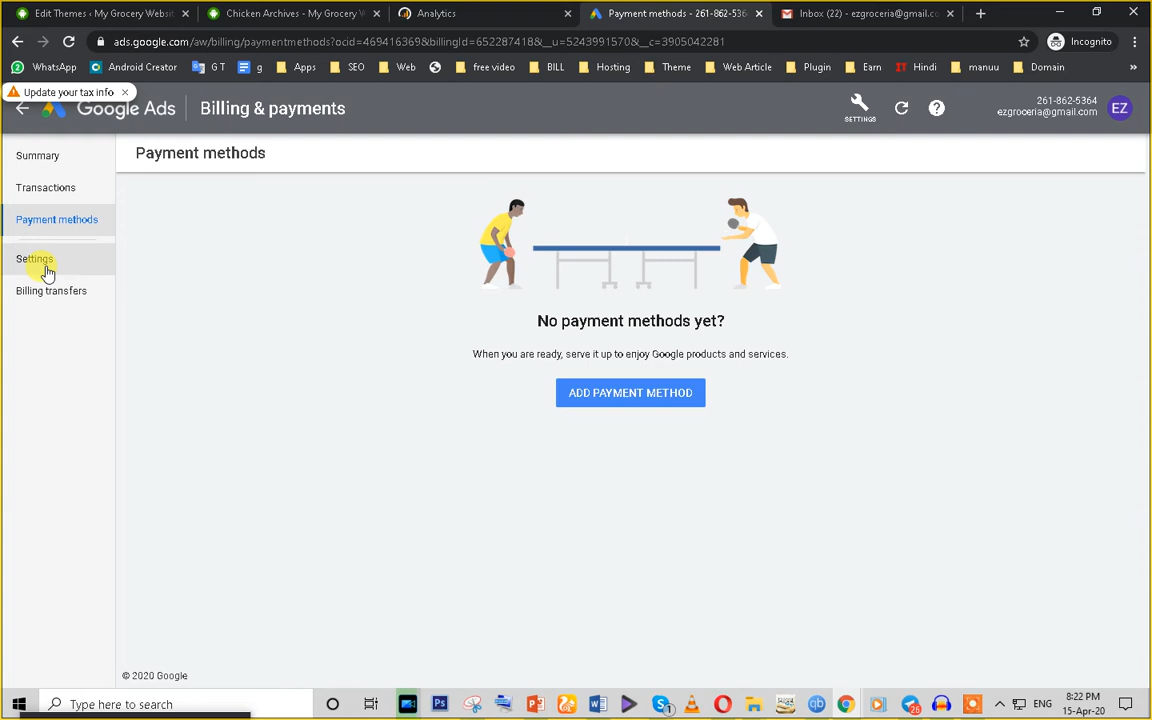 Edit Themes ‹ My Grocery Websit
Chicken Archives - My Grocery W
Analytics
Payment methods - 261-862-536
Inbox (22) - ezgroceria@gmail.co
ads.google.com/aw/billing/paymentmethods?ocid=469416369&billingId=652287418&__u=5243991570&__c=3905042281
Incognito
WhatsApp
Android Creator
G T
g
Apps
SEO
Web
free video
BILL
Hosting
Theme
Web Article
Plugin
Earn
Hindi
manuu
Domain
»
Update your tax info
Google Ads
Billing & payments
SETTINGS
261-862-5364
ezgroceria@gmail.com
EZ
Summary
Transactions
Payment methods
Settings
Billing transfers
Payment methods
No payment methods yet?
When you are ready, serve it up to enjoy Google products and services.
ADD PAYMENT METHOD
© 2020 Google
Type here to search
ENG
8:22 PM
15-Apr-20